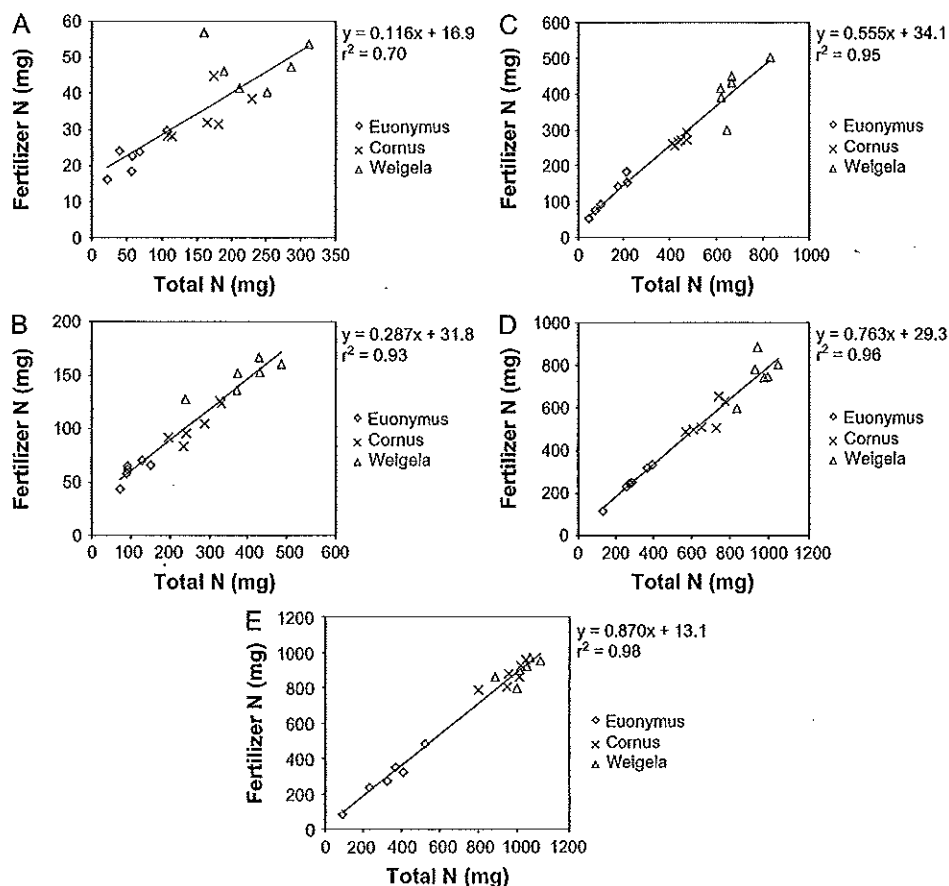 A
60
50
40
30
20
10
0
Fertilizer N (mg)
0 50 100 150 200 250 300 350
Total N (mg)
y = 0.116x + 16.9
r² = 0.70
Euonymus
Cornus
Weigela
C
600
500
400
300
200
100
0
Fertilizer N (mg)
0 200 400 600 800 1000
Total N (mg)
y = 0.555x + 34.1
r² = 0.95
Euonymus
Cornus
Weigela
B
200
150
100
50
0
Fertilizer N (mg)
0 100 200 300 400 500 600
Total N (mg)
y = 0.287x + 31.8
r² = 0.93
Euonymus
Cornus
Weigela
D
1000
800
600
400
200
0
Fertilizer N (mg)
0 200 400 600 800 1000 1200
Total N (mg)
y = 0.763x + 29.3
r² = 0.96
Euonymus
Cornus
Weigela
E
1200
1000
800
600
400
200
0
Fertilizer N (mg)
0 200 400 600 800 1000 1200
Total N (mg)
y = 0.870x + 13.1
r² = 0.98
Euonymus
Cornus
Weigela